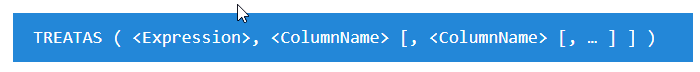 TREATAS ( <Expression>, <ColumnName> [, <ColumnName> [, … ] ] )